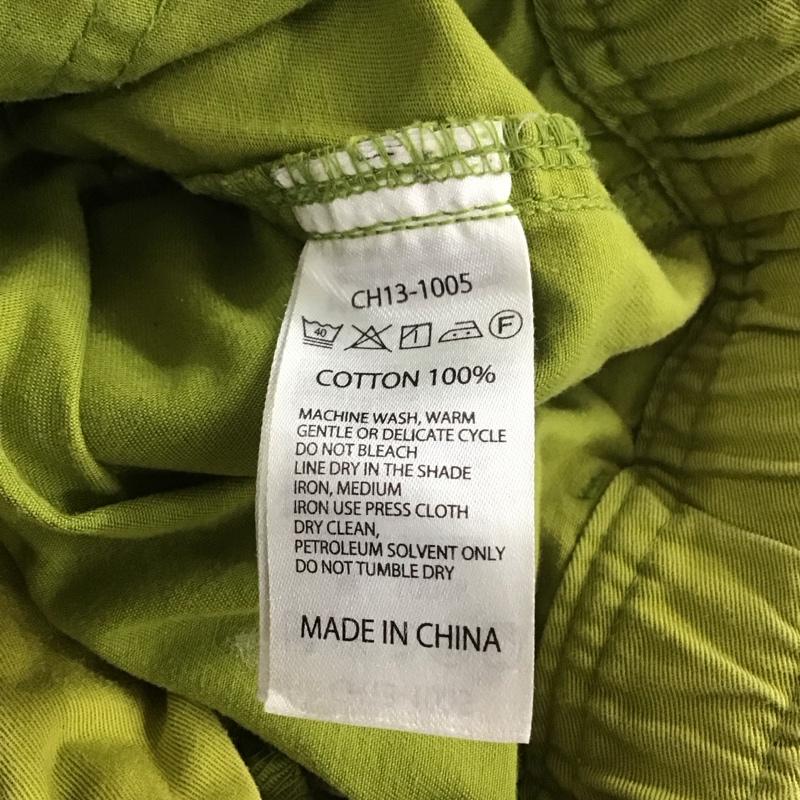 CH13-1005
40 F
COTTON 100%
MACHINE WASH, WARM
GENTLE OR DELICATE CYCLE
DO NOT BLEACH
LINE DRY IN THE SHADE
IRON, MEDIUM
IRON USE PRESS CLOTH
DRY CLEAN,
PETROLEUM SOLVENT ONLY
DO NOT TUMBLE DRY
MADE IN CHINA